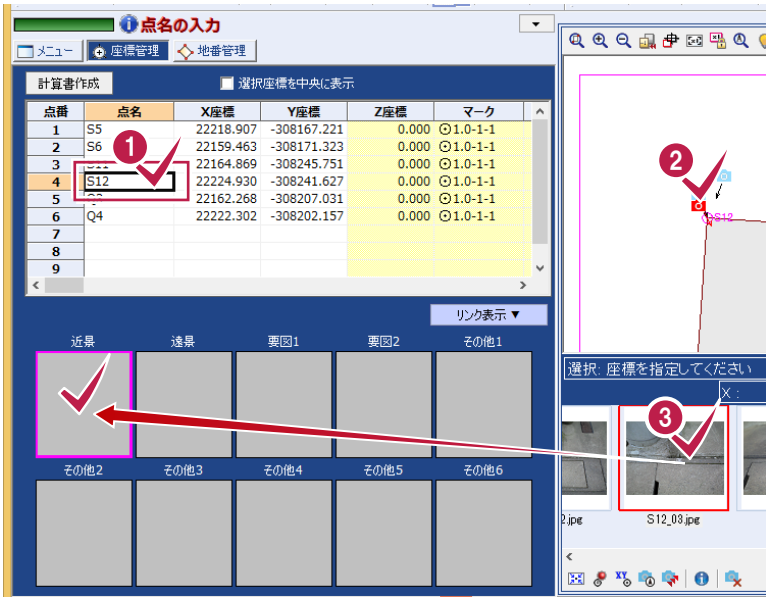 点名の入力
メニュー 座標管理 地番管理
計算書作成 選択座標を中央に表示
点番 点名 X座標 Y座標 Z座標 マーク
1 S5 22218.907 -308167.221 0.000 1.0-1-1
2 S6 22159.463 -308171.323 0.000 1.0-1-1
3 S11 22164.869 -308245.751 0.000 1.0-1-1
4 S12 22224.930 -308241.627 0.000 1.0-1-1
5 22162.268 -308207.031 0.000 1.0-1-1
6 Q4 22222.302 -308202.157 0.000 1.0-1-1
7
8
9
1
リンク表示 ▼
近景 遠景 要図1 要図2 その他1
その他2 その他3 その他4 その他5 その他6
2
S12
選択: 座標を指定してください
X :
3
2.jpg S12_03.jpg
XY